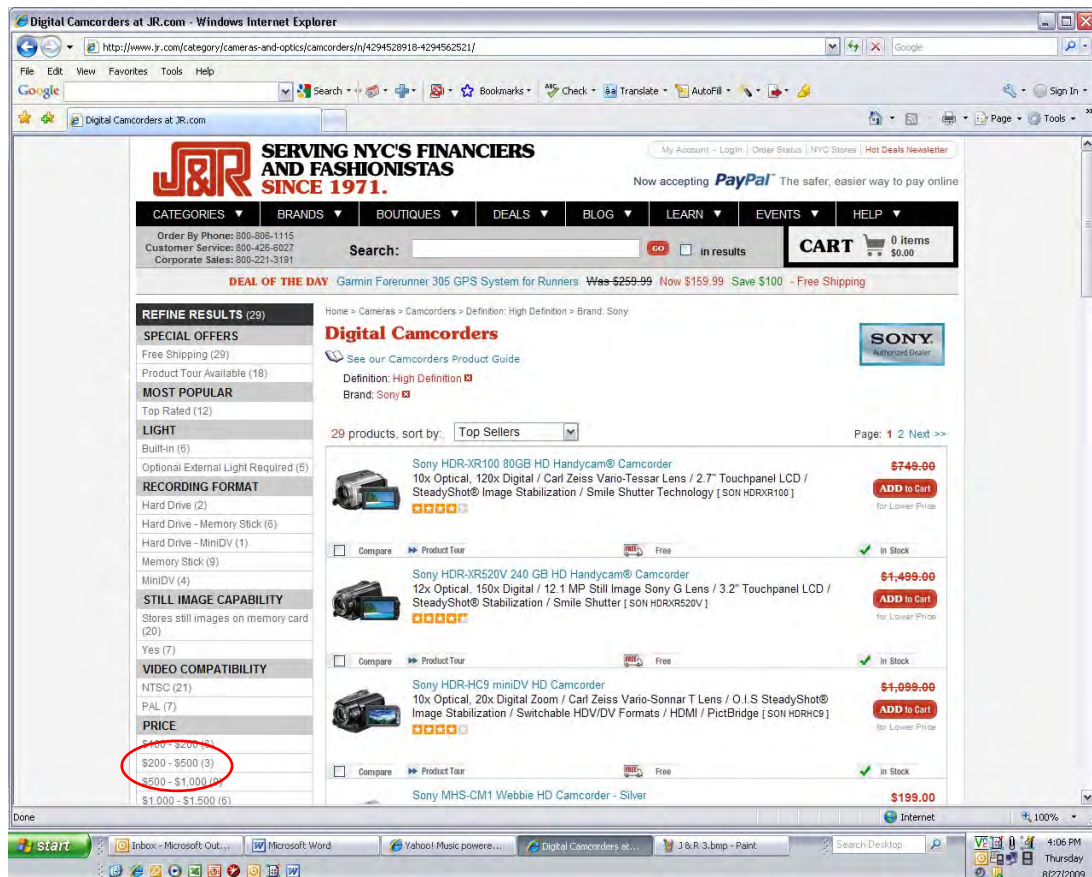 Digital Camcorders at JR.com - Windows Internet Explorer
http://www.jr.com/category/cameras-and-optics/camcorders/n/4294528918-4294562521/
Google
File Edit View Favorites Tools Help
Google Search Bookmarks Check Translate AutoFill Sign In
Digital Camcorders at JR.com Page Tools
J&R
SERVING NYC'S FINANCIERS
AND FASHIONISTAS
SINCE 1971.
My Account - Login | Order Status | NYC Stores | Hot Deals Newsletter
Now accepting PayPal The safer, easier way to pay online
CATEGORIES BRANDS BOUTIQUES DEALS BLOG LEARN EVENTS HELP
Order By Phone: 800-806-1115
Customer Service: 800-426-6027
Corporate Sales: 800-221-3191
Search: GO in results
CART 0 items
$0.00
DEAL OF THE DAY Garmin Forerunner 305 GPS System for Runners Was $259.99 Now $159.99 Save $100 - Free Shipping
REFINE RESULTS (29)
SPECIAL OFFERS
Free Shipping (29)
Product Tour Available (18)
MOST POPULAR
Top Rated (12)
LIGHT
Built-in (6)
Optional External Light Required (5)
RECORDING FORMAT
Hard Drive (2)
Hard Drive - Memory Stick (6)
Hard Drive - MiniDV (1)
Memory Stick (9)
MiniDV (4)
STILL IMAGE CAPABILITY
Stores still images on memory card
(20)
Yes (7)
VIDEO COMPATIBILITY
NTSC (21)
PAL (7)
PRICE
$100 - $200 (6)
$200 - $500 (3)
$500 - $1,000 (9)
$1,000 - $1,500 (6)
Home > Cameras > Camcorders > Definition: High Definition > Brand: Sony
Digital Camcorders
See our Camcorders Product Guide
Definition: High Definition
Brand: Sony
SONY
Authorized Dealer
29 products, sort by: Top Sellers
Page: 1 2 Next >>
Sony HDR-XR100 80GB HD Handycam® Camcorder
10x Optical, 120x Digital / Carl Zeiss Vario-Tessar Lens / 2.7" Touchpanel LCD /
SteadyShot® Image Stabilization / Smile Shutter Technology [ SON HDRXR100 ]
$749.00
ADD to Cart
for Lower Price
Compare Product Tour FREE Free In Stock
Sony HDR-XR520V 240 GB HD Handycam® Camcorder
12x Optical, 150x Digital / 12.1 MP Still Image Sony G Lens / 3.2" Touchpanel LCD /
SteadyShot® Stabilization / Smile Shutter [ SON HDRXR520V ]
$1,499.00
ADD to Cart
for Lower Price
Compare Product Tour FREE Free In Stock
Sony HDR-HC9 miniDV HD Camcorder
10x Optical, 20x Digital Zoom / Carl Zeiss Vario-Sonnar T Lens / O.I.S SteadyShot®
Image Stabilization / Switchable HDV/DV Formats / HDMI / PictBridge [ SON HDRHC9 ]
$1,099.00
ADD to Cart
for Lower Price
Compare Product Tour FREE Free In Stock
Sony MHS-CM1 Webbie HD Camcorder - Silver
$199.00
Done Internet 100%
start Inbox - Microsoft Out... Microsoft Word Yahoo! Music powere... Digital Camcorders at... J & R 3.bmp - Paint Search Desktop 4:06 PM
Thursday
8/27/2009